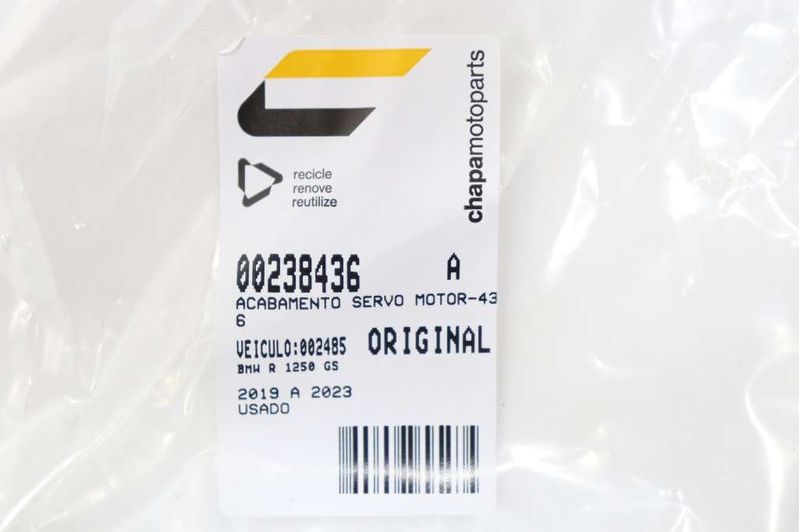 chapamotoparts
recicle
renove
reutilize
00238436 A
ACABAMENTO SERVO MOTOR-43
6
VEICULO:002485 ORIGINAL
BMW R 1250 GS
2019 A 2023
USADO